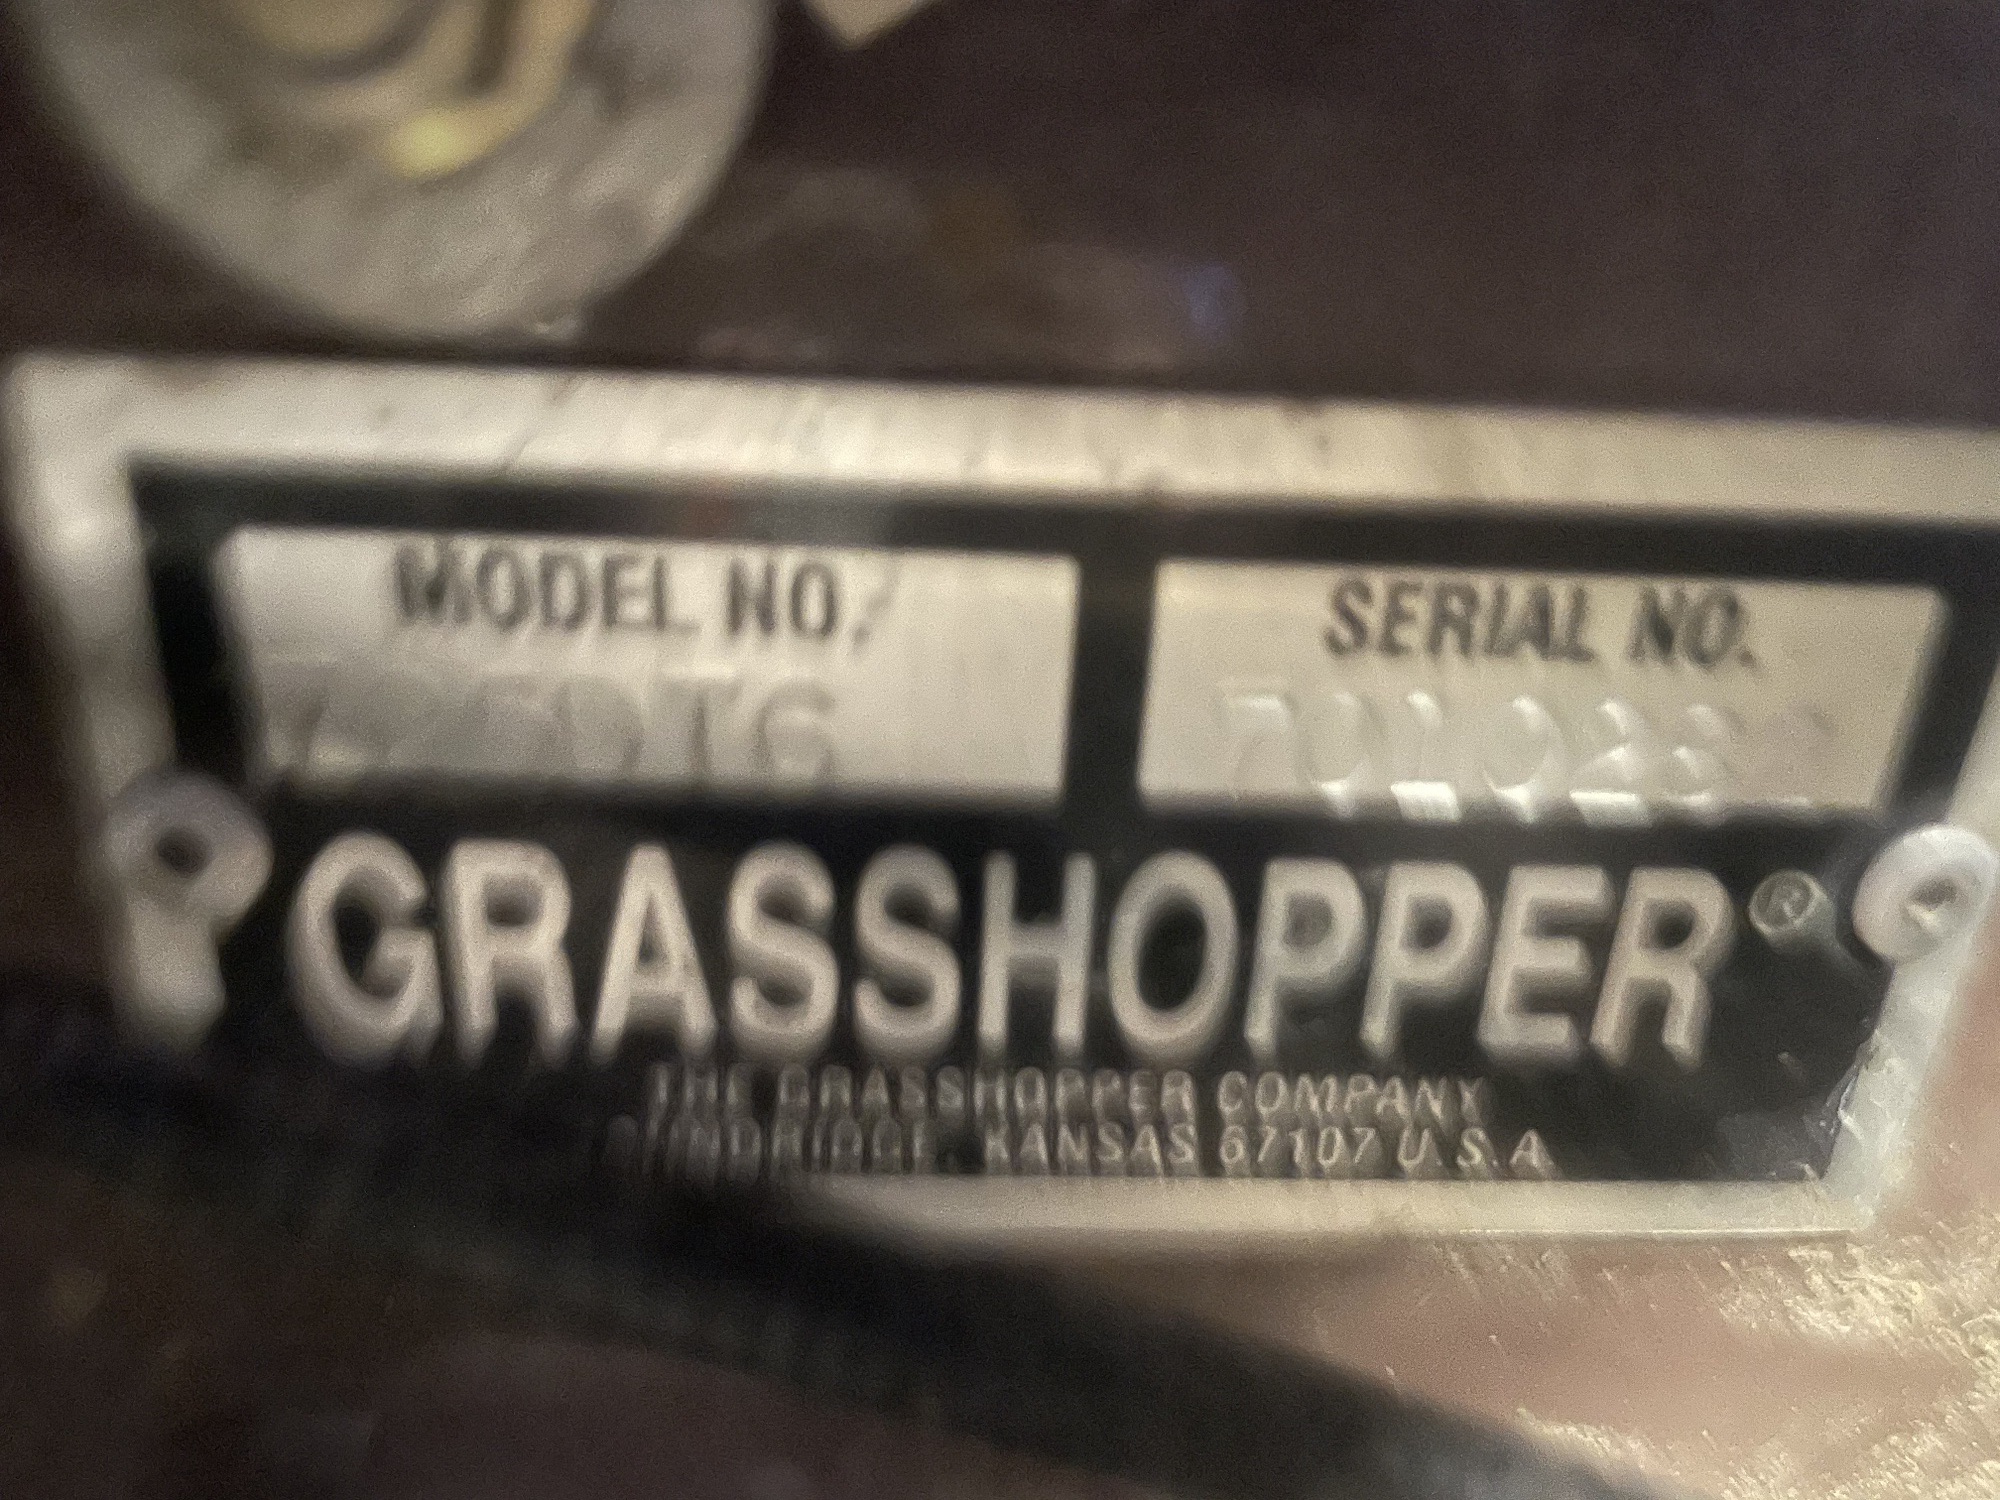 MODEL NO.
SERIAL NO.
GRASSHOPPER®
THE GRASSHOPPER COMPANY
KANSAS 67107 U.S.A.